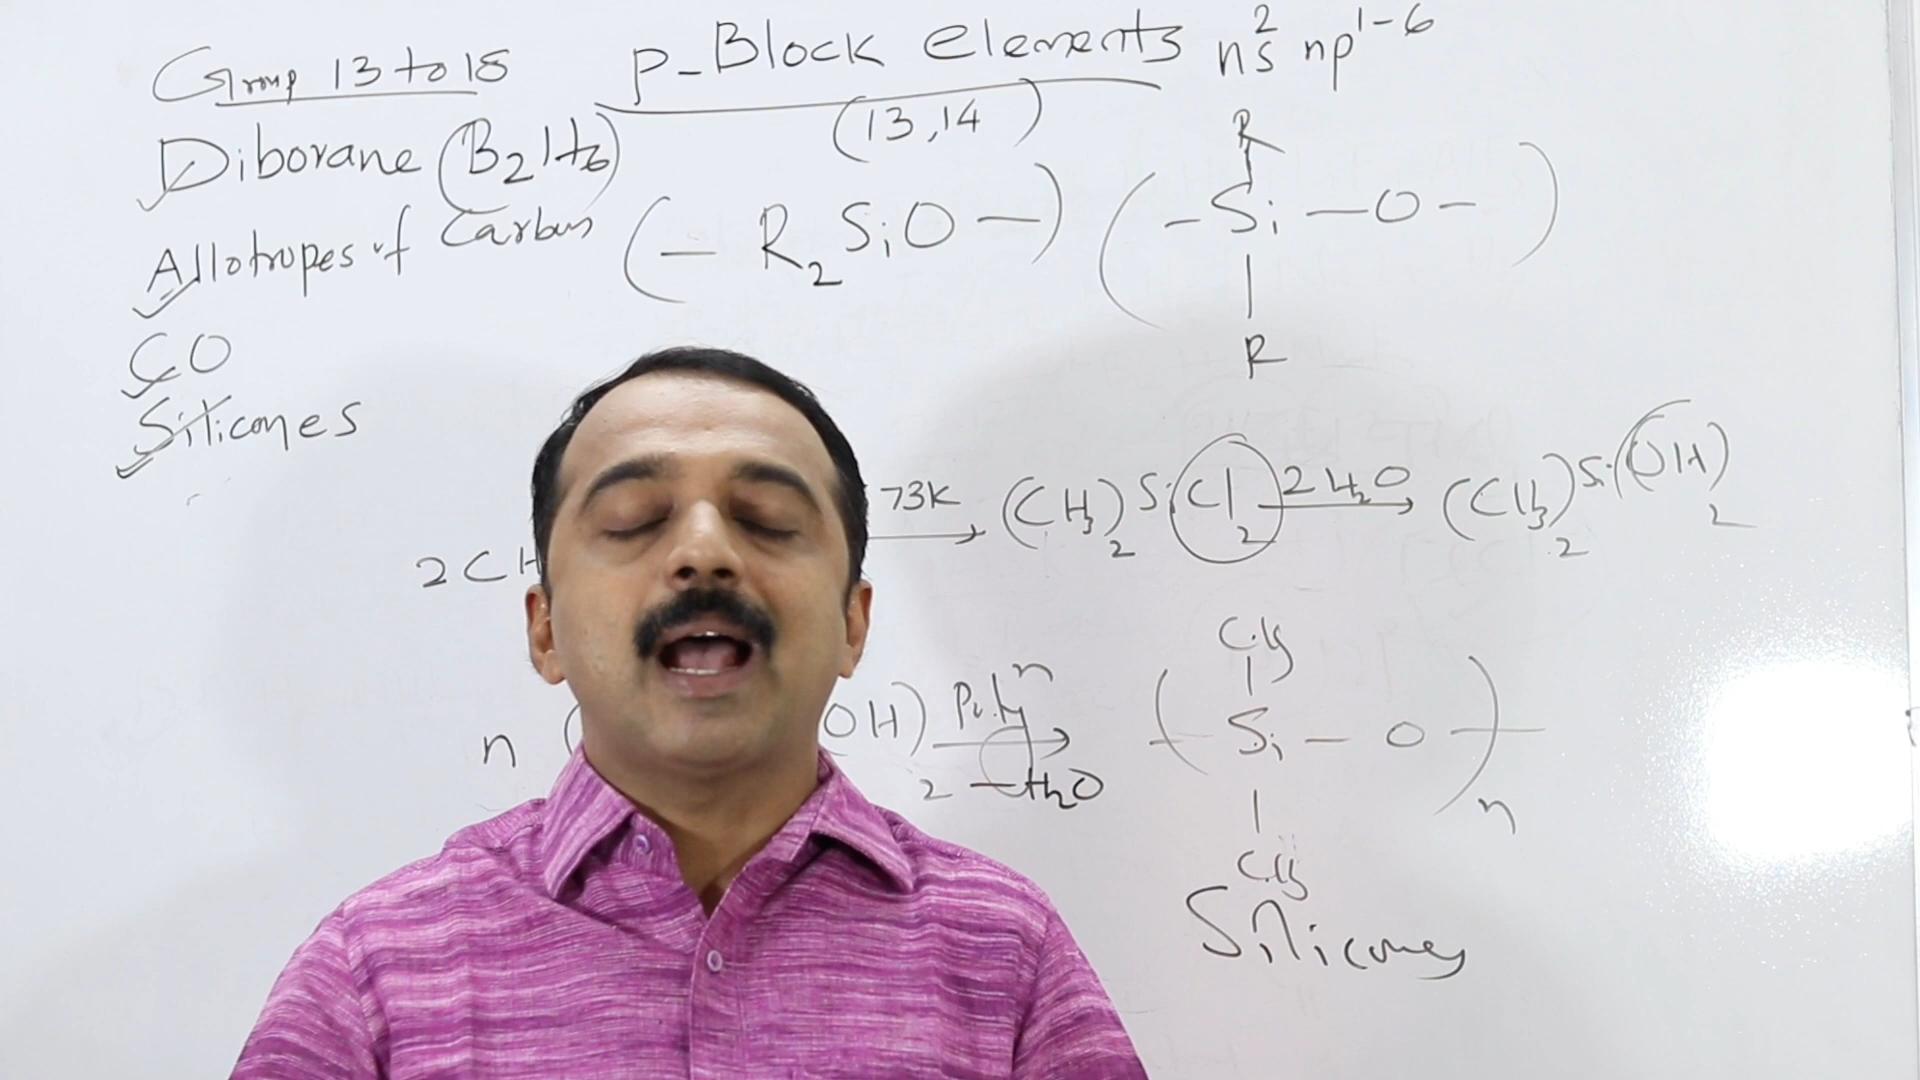 Group 13 to 18
p-Block elements ns² np¹⁻⁶
(13,14)
Diborane (B₂H₆)
Allotropes of Carbon
CO
Silicones
(- R₂SiO -)
R
(-Si-O-)
|
R
2CH
73K → (CH₃)₂SiCl₂ 2H₂O → (CH₃)₂Si(OH)₂
n ( OH)₂ Polyⁿ → -H₂O
CH₃
|
(-Si-O-)n
|
CH₃
Silicones